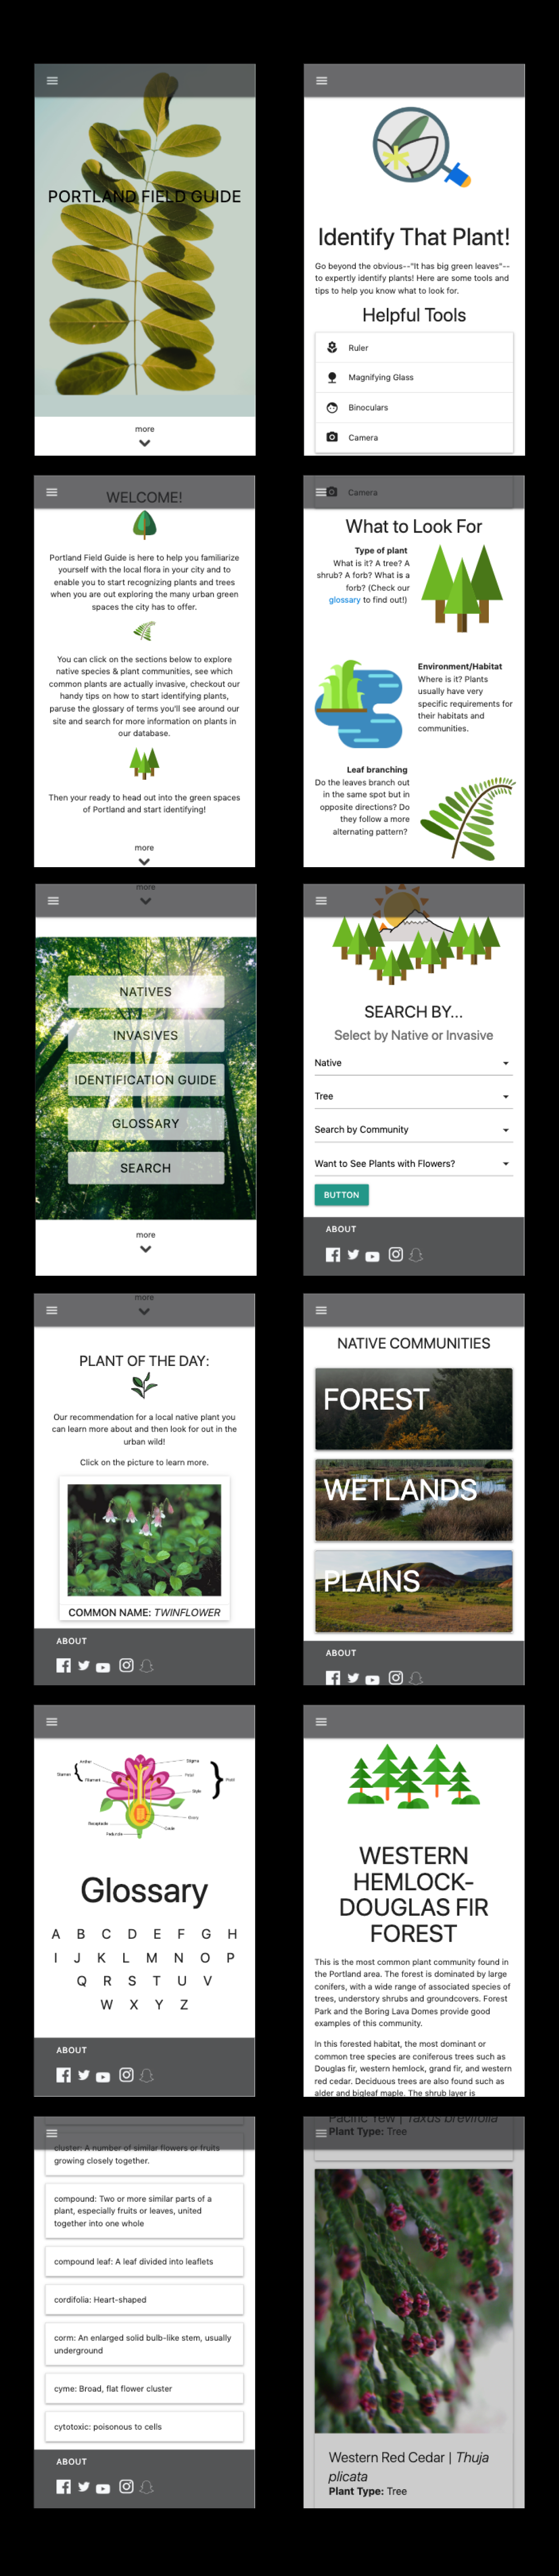 PORTLAND FIELD GUIDE
more
Identify That Plant!
Go beyond the obvious--"It has big green leaves"--
to expertly identify plants! Here are some tools and
tips to help you know what to look for.
Helpful Tools
Ruler
Magnifying Glass
Binoculars
Camera
WELCOME!
Portland Field Guide is here to help you familiarize
yourself with the local flora in your city and to
enable you to start recognizing plants and trees
when you are out exploring the many urban green
spaces the city has to offer.
You can click on the sections below to explore
native species & plant communities, see which
common plants are actually invasive, checkout our
handy tips on how to start identifying plants,
paruse the glossary of terms you'll see around our
site and search for more information on plants in
our database.
Then your ready to head out into the green spaces
of Portland and start identifying!
more
Camera
What to Look For
Type of plant
What is it? A tree? A
shrub? A forb? What is a
forb? (Check our
glossary to find out!)
Environment/Habitat
Where is it? Plants
usually have very
specific requirements for
their habitats and
communities.
Leaf branching
Do the leaves branch out
in the same spot but in
opposite directions? Do
they follow a more
alternating pattern?
more
NATIVES
INVASIVES
IDENTIFICATION GUIDE
GLOSSARY
SEARCH
more
SEARCH BY...
Select by Native or Invasive
Native
Tree
Search by Community
Want to See Plants with Flowers?
BUTTON
ABOUT
more
PLANT OF THE DAY:
Our recommendation for a local native plant you
can learn more about and then look for out in the
urban wild!
Click on the picture to learn more.
COMMON NAME: TWINFLOWER
ABOUT
NATIVE COMMUNITIES
FOREST
WETLANDS
PLAINS
ABOUT
Stamen
Anther
Filament
Stigma
Style
Pistil
Ovary
Ovule
Receptacle
Glossary
A B C D E F G H
I J K L M N O P
Q R S T U V
W X Y Z
ABOUT
WESTERN
HEMLOCK-
DOUGLAS FIR
FOREST
This is the most common plant community found in
the Portland area. The forest is dominated by large
conifers, with a wide range of associated species of
trees, understory shrubs and groundcovers. Forest
Park and the Boring Lava Domes provide good
examples of this community.
In this forested habitat, the most dominant or
common tree species are coniferous trees such as
Douglas fir, western hemlock, grand fir, and western
red cedar. Deciduous trees are also found such as
alder and bigleaf maple. The shrub layer is
cluster: A number of similar flowers or fruits
growing closely together.
compound: Two or more similar parts of a
plant, especially fruits or leaves, united
together into one whole
compound leaf: A leaf divided into leaflets
cordifolia: Heart-shaped
corm: An enlarged solid bulb-like stem, usually
underground
cyme: Broad, flat flower cluster
cytotoxic: poisonous to cells
ABOUT
Pacific Yew | Taxus brevifolia
Plant Type: Tree
Western Red Cedar | Thuja
plicata
Plant Type: Tree